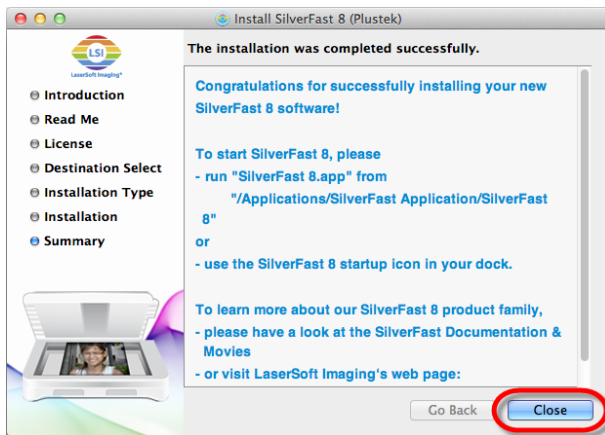 Install SilverFast 8 (Plustek)
LSI
LaserSoft Imaging®
The installation was completed successfully.
Introduction
Read Me
License
Destination Select
Installation Type
Installation
Summary
Congratulations for successfully installing your new
SilverFast 8 software!
To start SilverFast 8, please
- run "SilverFast 8.app" from
"/Applications/SilverFast Application/SilverFast
8"
or
- use the SilverFast 8 startup icon in your dock.
To learn more about our SilverFast 8 product family,
- please have a look at the SilverFast Documentation &
Movies
- or visit LaserSoft Imaging's web page:
Go Back
Close